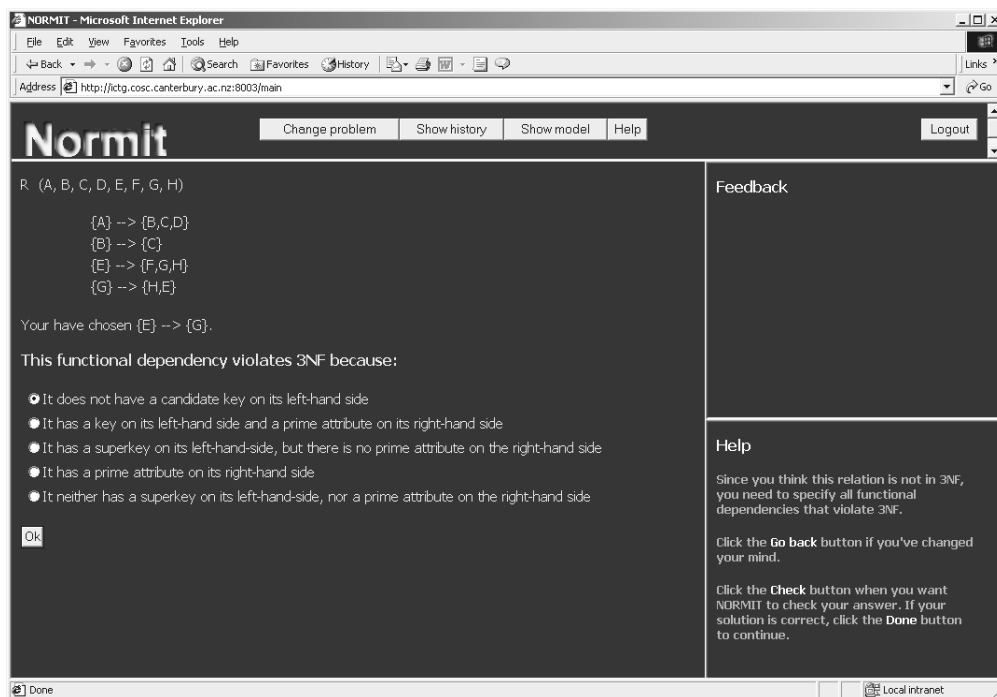 NORMIT - Microsoft Internet Explorer
File Edit View Favorites Tools Help
Back Search Favorites History Links
Address http://ictg.cosc.canterbury.ac.nz:8003/main Go
Normit Change problem Show history Show model Help Logout
R (A, B, C, D, E, F, G, H)
{A} --> {B,C,D}
{B} --> {C}
{E} --> {F,G,H}
{G} --> {H,E}
Your have chosen {E} --> {G}.
This functional dependency violates 3NF because:
It does not have a candidate key on its left-hand side
It has a key on its left-hand side and a prime attribute on its right-hand side
It has a superkey on its left-hand-side, but there is no prime attribute on the right-hand side
It has a prime attribute on its right-hand side
It neither has a superkey on its left-hand-side, nor a prime attribute on the right-hand side
Ok
Feedback
Help
Since you think this relation is not in 3NF,
you need to specify all functional
dependencies that violate 3NF.
Click the Go back button if you've changed
your mind.
Click the Check button when you want
NORMIT to check your answer. If your
solution is correct, click the Done button
to continue.
Done Local intranet